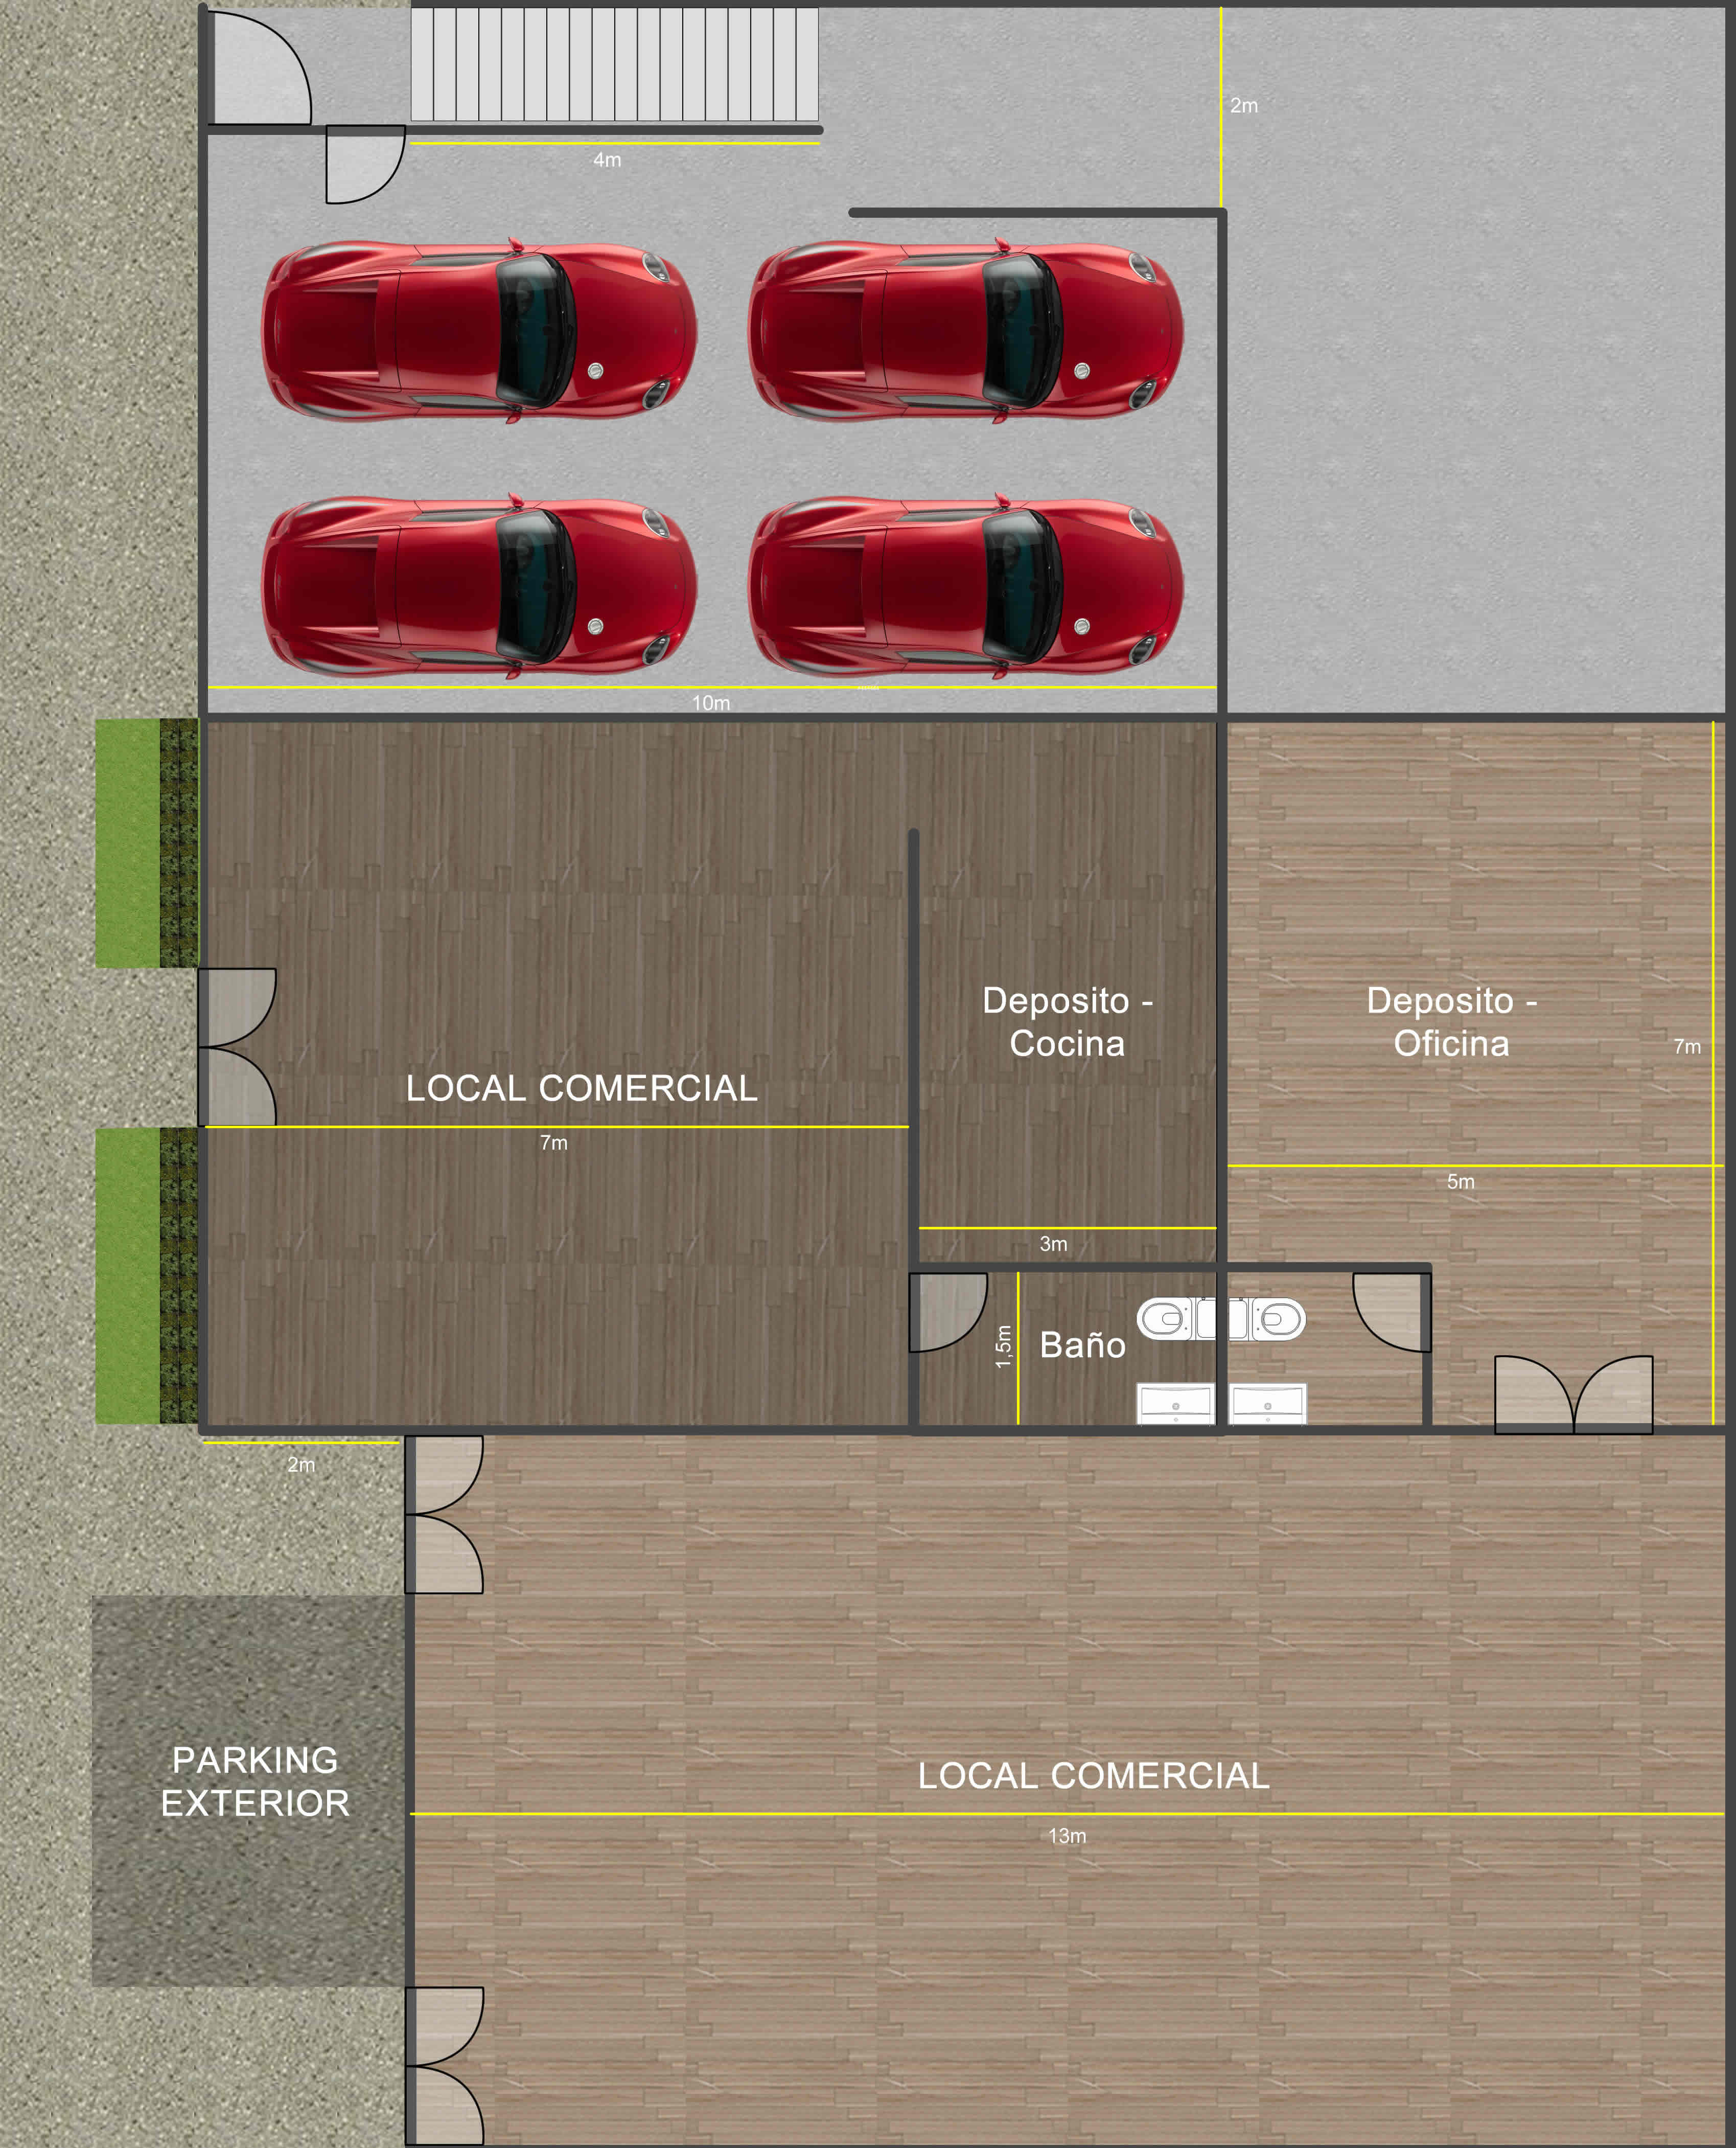 2m
4m
10m
Deposito -
Cocina
Deposito -
Oficina
7m
LOCAL COMERCIAL
7m
5m
3m
1,5m
Baño
2m
PARKING
EXTERIOR
LOCAL COMERCIAL
13m